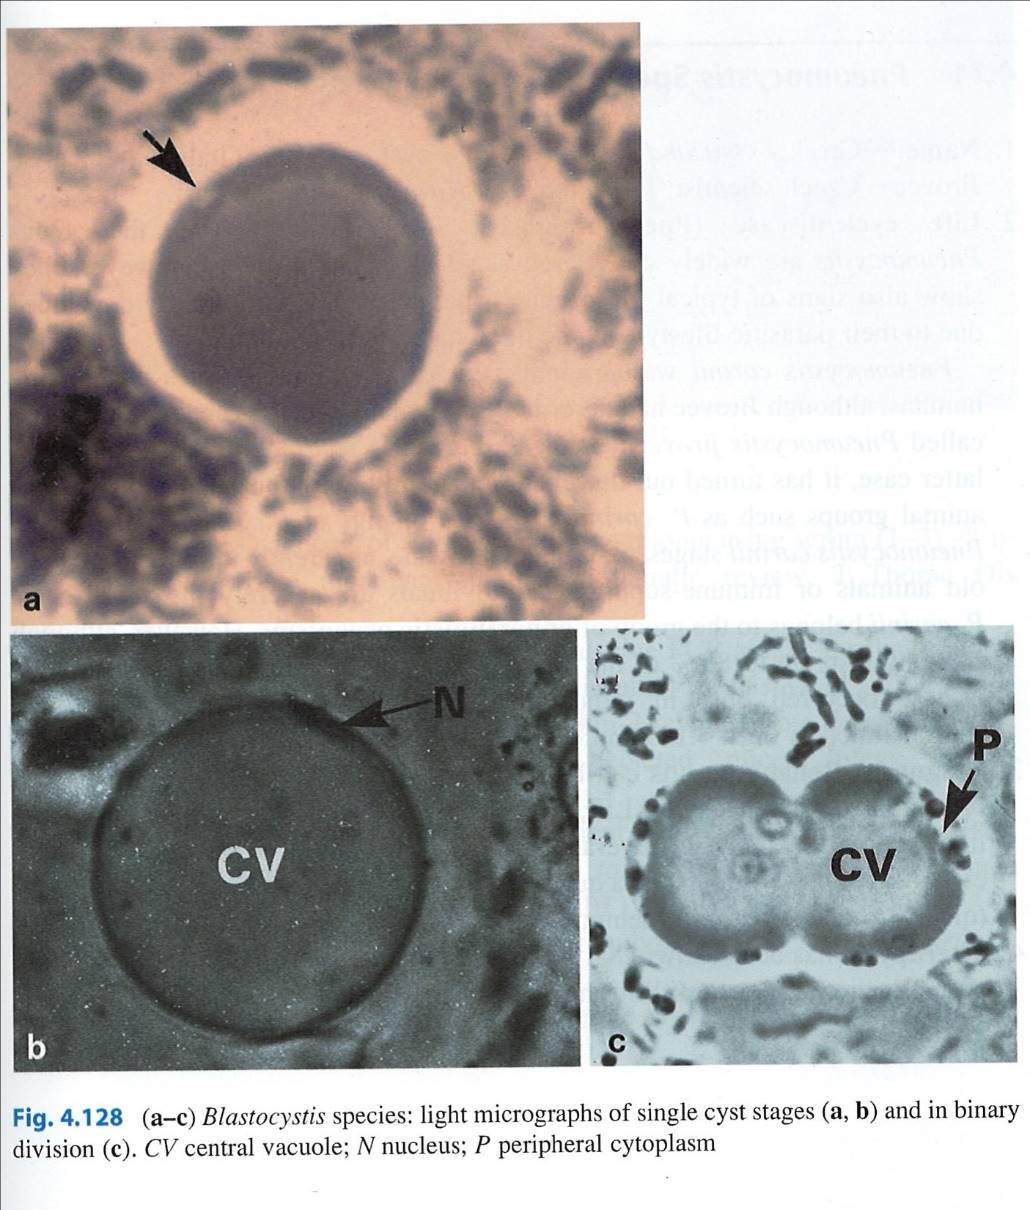 a
N
CV
b
P
CV
c
Fig. 4.128 (a–c) Blastocystis species: light micrographs of single cyst stages (a, b) and in binary
division (c). CV central vacuole; N nucleus; P peripheral cytoplasm